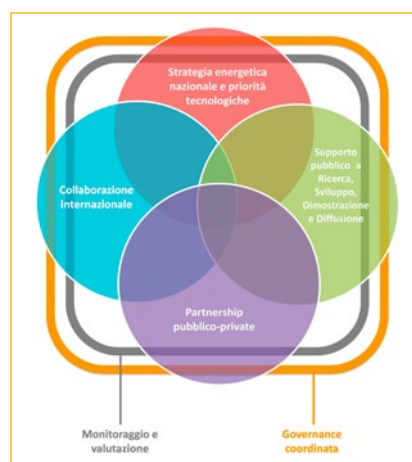 Strategia energetica
nazionale e priorità
tecnologiche
Collaborazione
internazionale
Supporto
pubblico a
Ricerca,
Sviluppo,
Dimostrazione
e Diffusione
Partnership
pubblico-private
Monitoraggio e
valutazione
Governance
coordinata